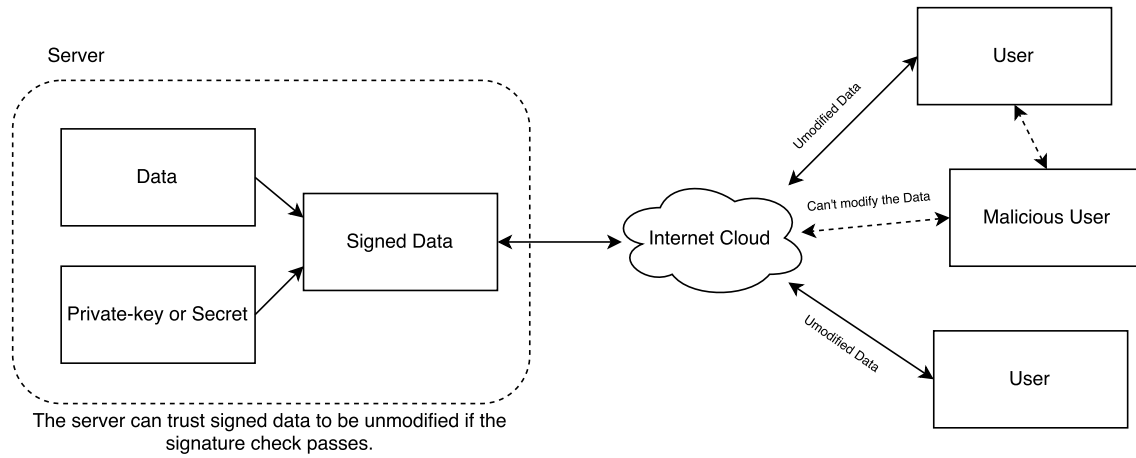 Server
Data
Private-key or Secret
Signed Data
The server can trust signed data to be unmodified if the
signature check passes.
Internet Cloud
Umodified Data
User
Can't modify the Data
Malicious User
Umodified Data
User